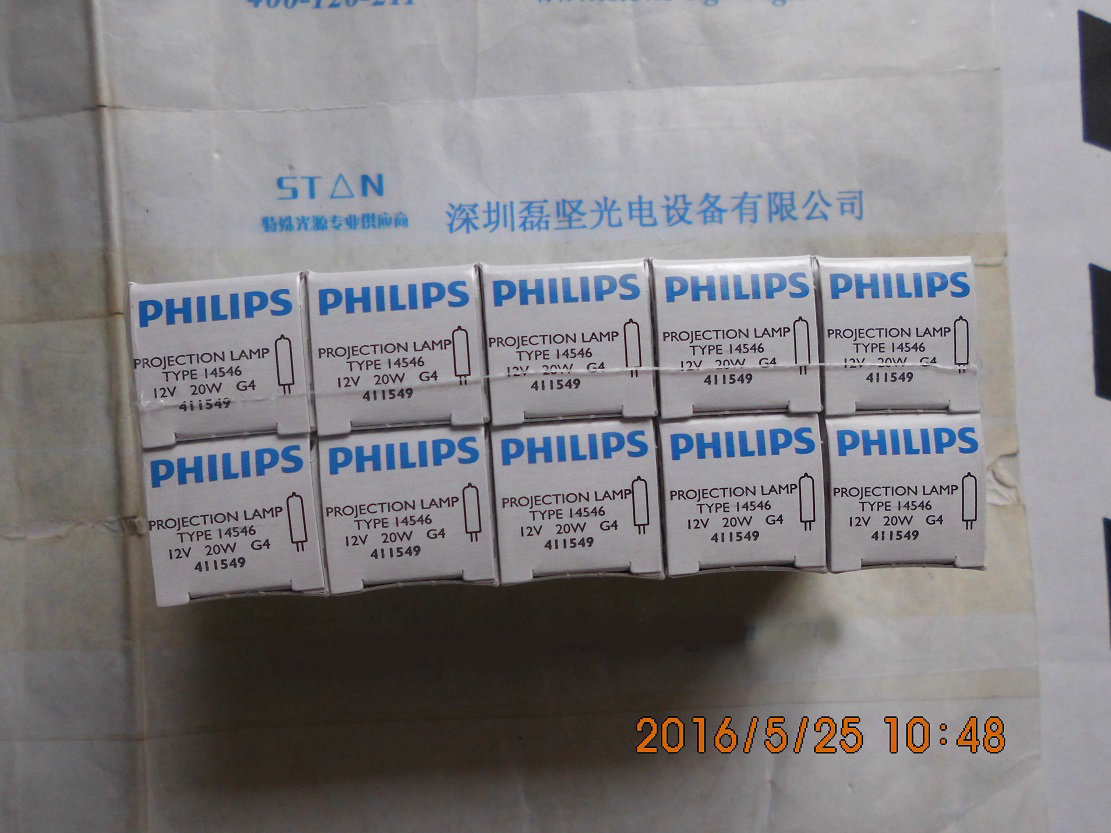 400-120-211
ST△N
特殊光源专业供应商
深圳磊坚光电设备有限公司
PHILIPS
PROJECTION LAMP
TYPE 14546
12V 20W G4
411549
PHILIPS
PROJECTION LAMP
TYPE 14546
12V 20W G4
411549
PHILIPS
PROJECTION LAMP
TYPE 14546
12V 20W G4
411549
PHILIPS
PROJECTION LAMP
TYPE 14546
12V 20W G4
411549
PHILIPS
PROJECTION LAMP
TYPE 14546
12V 20W G4
411549
PHILIPS
PROJECTION LAMP
TYPE 14546
12V 20W G4
411549
PHILIPS
PROJECTION LAMP
TYPE 14546
12V 20W G4
411549
PHILIPS
PROJECTION LAMP
TYPE 14546
12V 20W G4
411549
PHILIPS
PROJECTION LAMP
TYPE 14546
12V 20W G4
411549
PHILIPS
PROJECTION LAMP
TYPE 14546
12V 20W G4
411549
2016/5/25 10:48